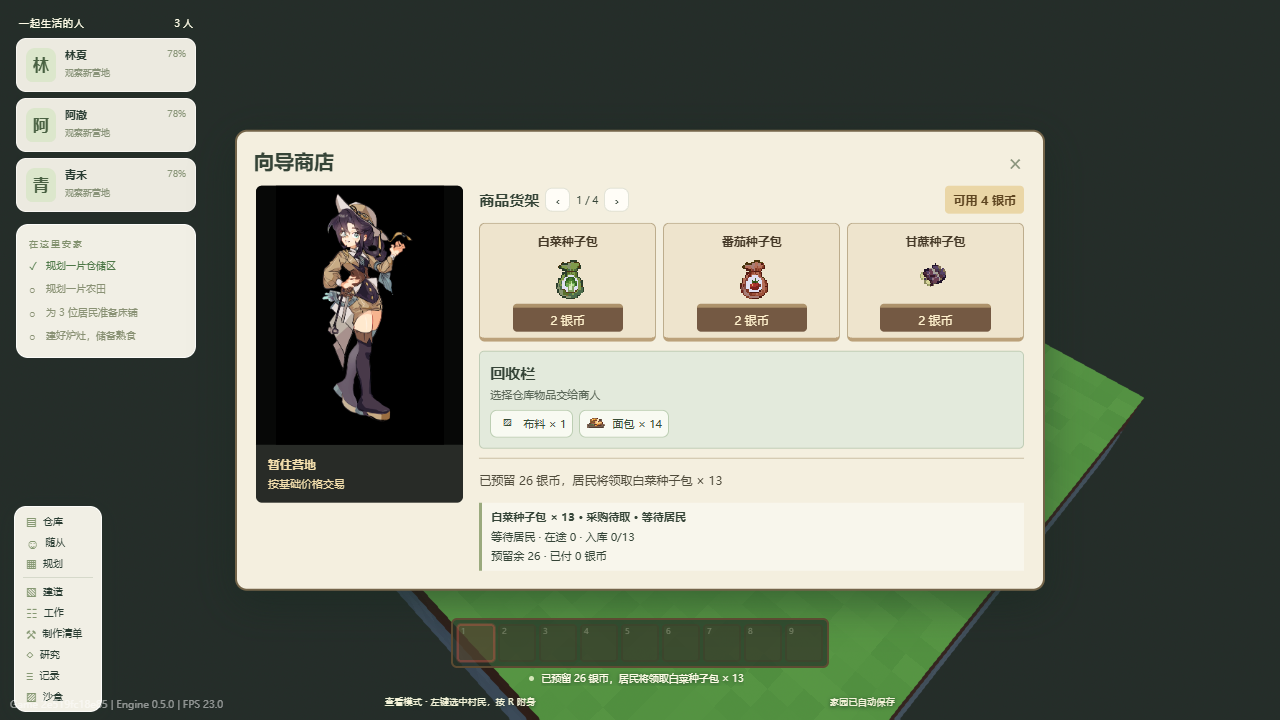 一起生活的人 3 人
林 林夏 78%
观察新营地
阿 阿澈 78%
观察新营地
青 青禾 78%
观察新营地
在这里安家
✓ 规划一片仓储区
○ 规划一片农田
○ 为 3 位居民准备床铺
○ 建好炉灶，储备熟食
向导商店 ×
商品货架 ‹ 1 / 4 › 可用 4 银币
白菜种子包 番茄种子包 甘蔗种子包
2 银币 2 银币 2 银币
回收栏
选择仓库物品交给商人
布料 × 1 面包 × 14
暂住营地
按基础价格交易
已预留 26 银币，居民将领取白菜种子包 × 13
白菜种子包 × 13 • 采购待取 • 等待居民
等待居民 · 在途 0 · 入库 0/13
预留余 26 · 已付 0 银币
仓库
随从
规划
建造
工作
制作清单
研究
记录
沙盒
1 2 3 4 5 6 7 8 9
已预留 26 银币，居民将领取白菜种子包 × 13
5 | Engine 0.5.0 | FPS 23.0
查看模式 · 左键选中村民，按 R 附身
家园已自动保存